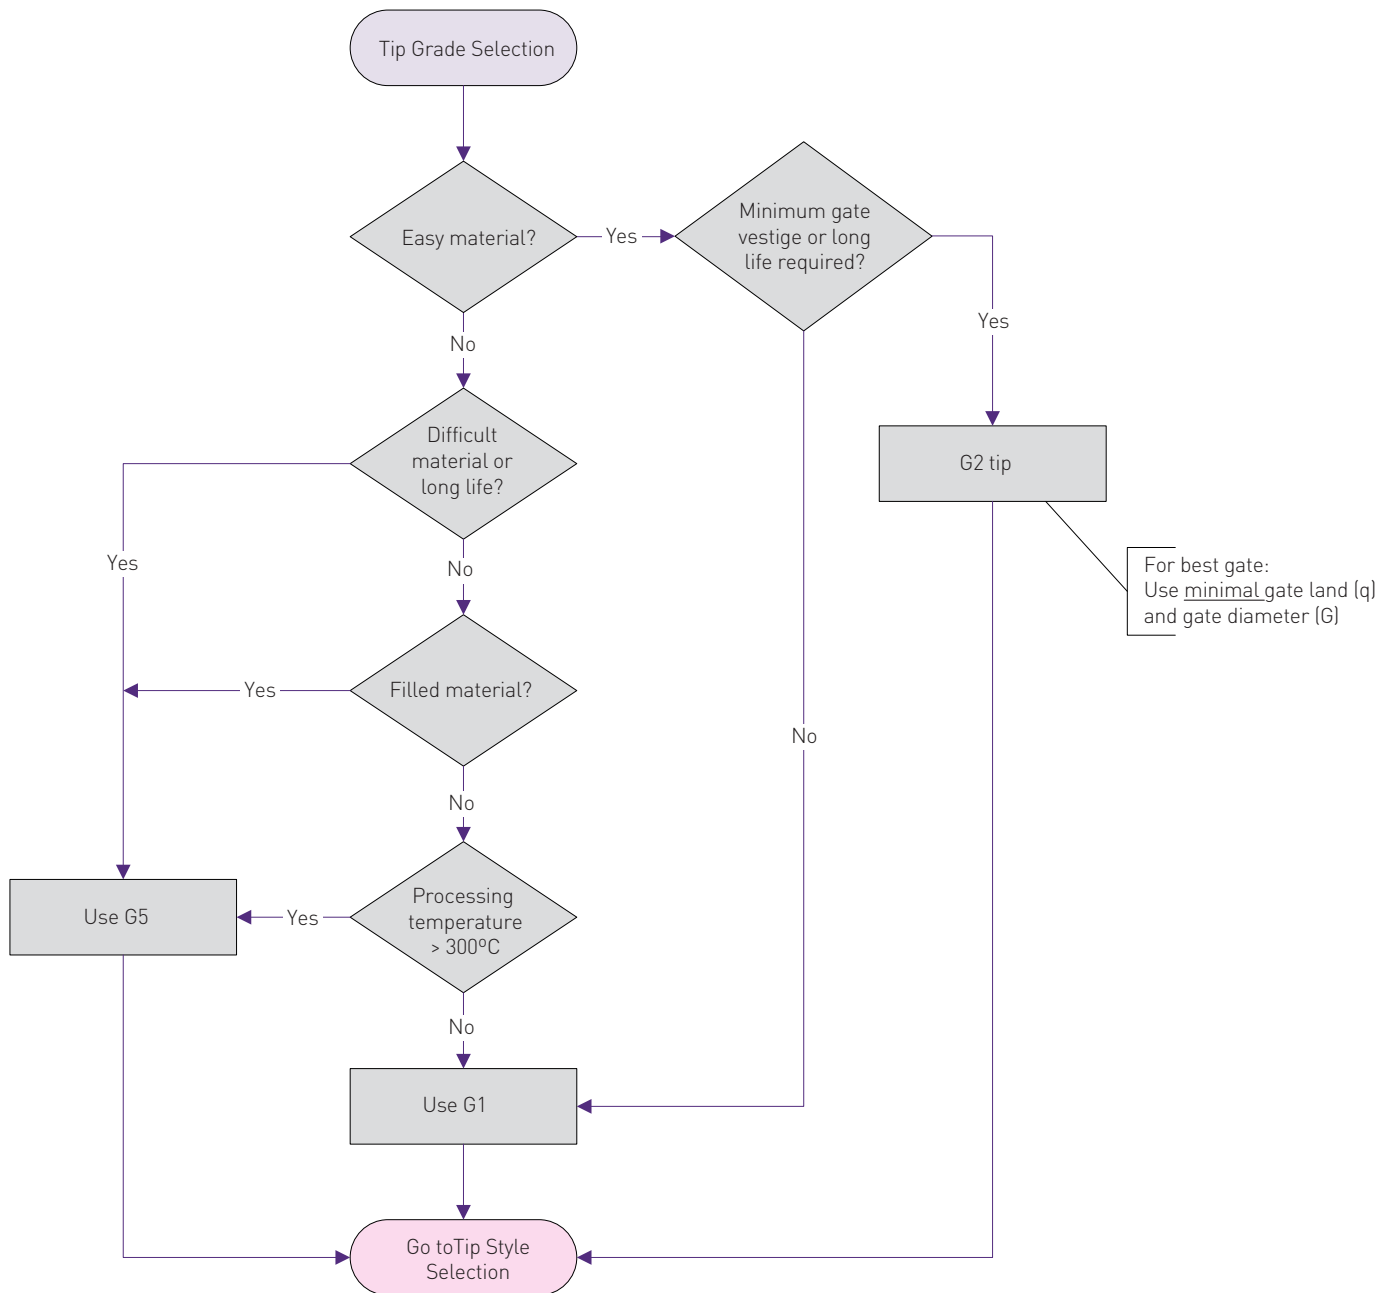 Tip Grade Selection
Easy material?
Yes
Minimum gate
vestige or long
life required?
Yes
No
Difficult
material or
long life?
G2 tip
Yes
No
For best gate:
Use minimal gate land (q)
and gate diameter (G)
Filled material?
Yes
No
No
Processing
temperature
> 300ºC
Yes
Use G5
No
Use G1
Go toTip Style
Selection